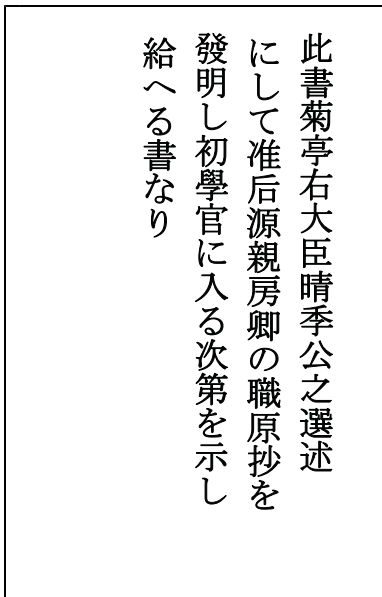 此書菊亭右大臣晴季公之選述
にして准后源親房卿の職原抄を
發明し初學官に入る次第を示し
給へる書なり